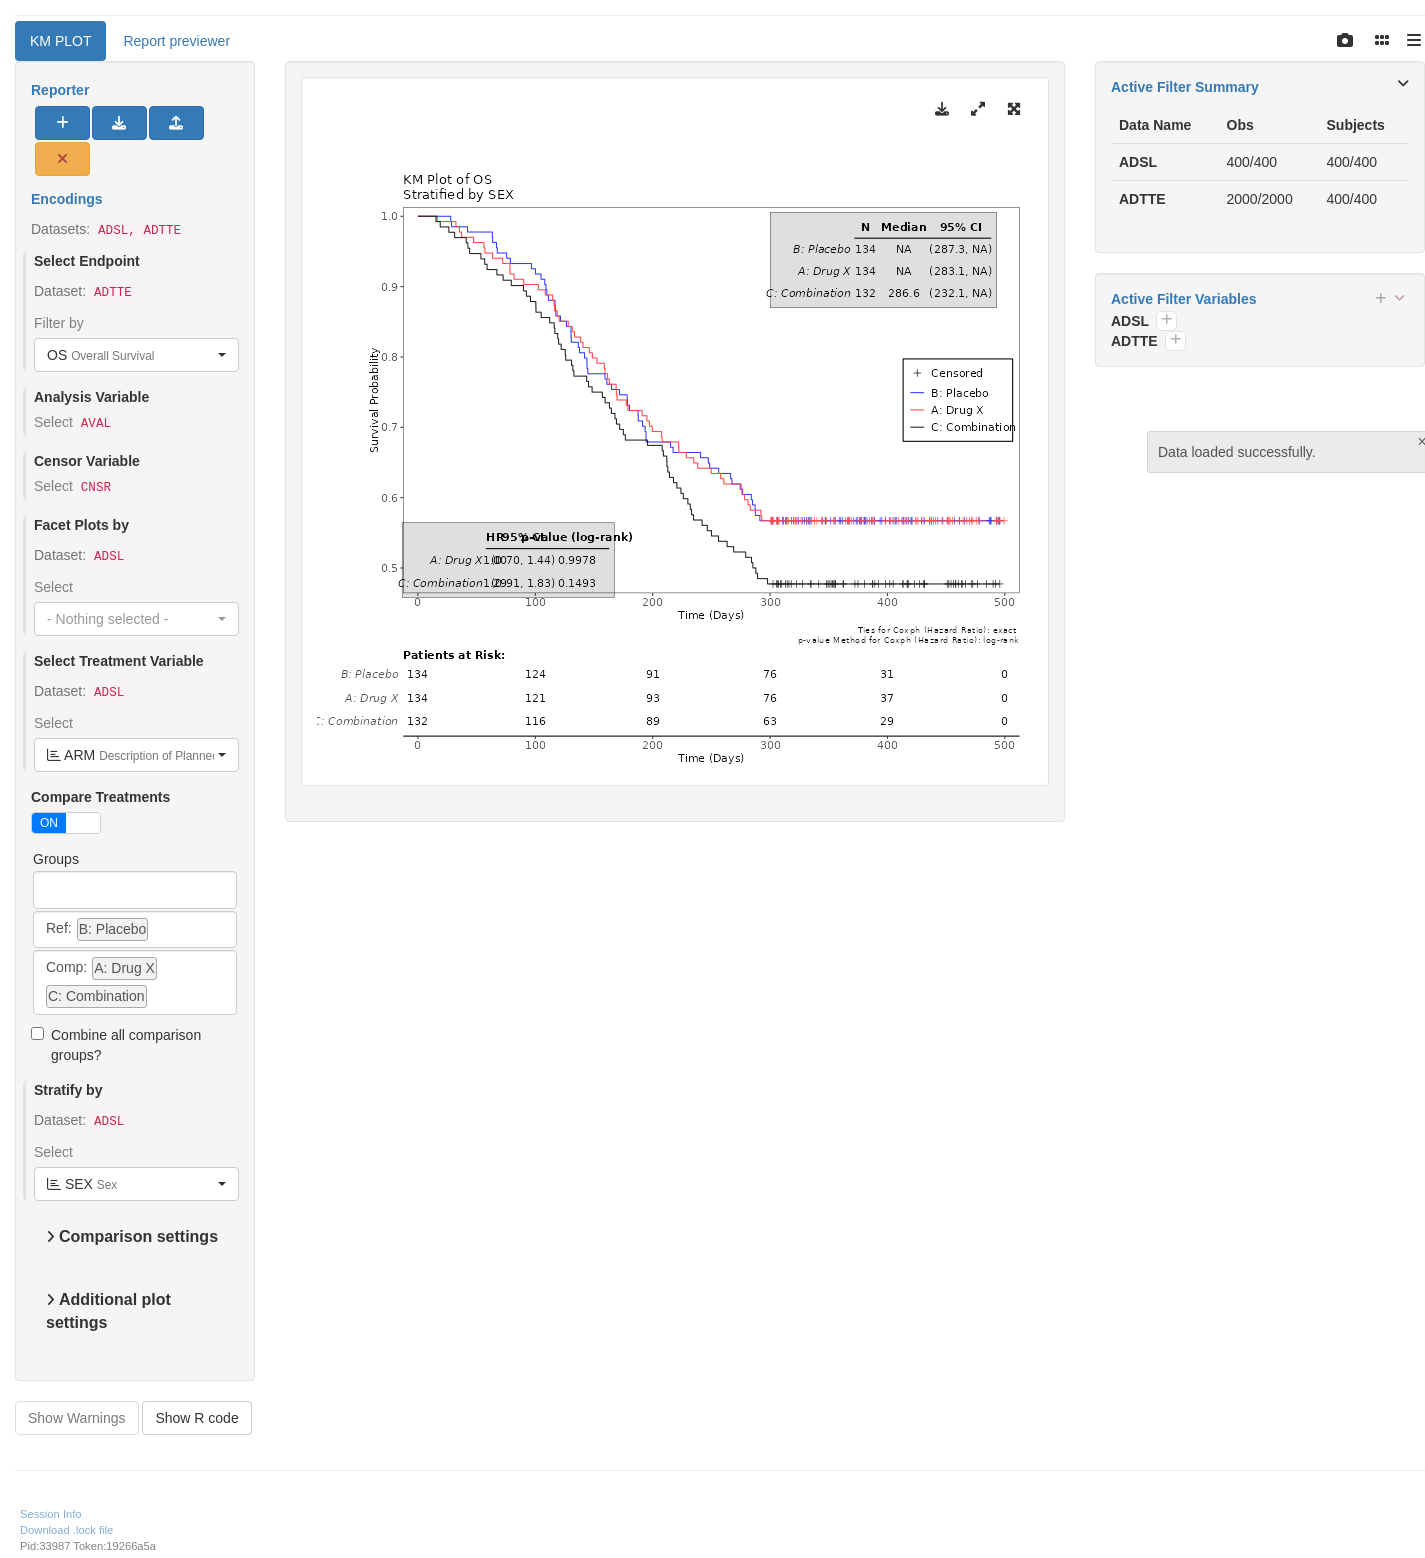 KM PLOT
Report previewer
Reporter
Encodings
Datasets: ADSL, ADTTE
Select Endpoint
Dataset: ADTTE
Filter by
OS Overall Survival
Analysis Variable
Select AVAL
Censor Variable
Select CNSR
Facet Plots by
Dataset: ADSL
Select
- Nothing selected -
Select Treatment Variable
Dataset: ADSL
Select
ARM Description of Planned
Compare Treatments
ON
Groups
Ref: B: Placebo
Comp: A: Drug X
C: Combination
Combine all comparison
groups?
Stratify by
Dataset: ADSL
Select
SEX Sex
Comparison settings
Additional plot
settings
Show Warnings
Show R code
KM Plot of OS
Stratified by SEX
N Median 95% CI
B: Placebo 134 NA (287.3, NA)
A: Drug X 134 NA (283.1, NA)
C: Combination 132 286.6 (232.1, NA)
Censored
B: Placebo
A: Drug X
C: Combination
Survival Probability
1.0
0.9
0.8
0.7
0.6
0.5
HR 95% CI p-value (log-rank)
A: Drug X 1.00 (0.70, 1.44) 0.9978
C: Combination 1.29 (0.91, 1.83) 0.1493
0 100 200 300 400 500
Time (Days)
Ties for Coxph (Hazard Ratio): exact
p-value Method for Coxph (Hazard Ratio): log-rank
Patients at Risk:
B: Placebo 134 124 91 76 31 0
A: Drug X 134 121 93 76 37 0
C: Combination 132 116 89 63 29 0
0 100 200 300 400 500
Time (Days)
Active Filter Summary
Data Name Obs Subjects
ADSL 400/400 400/400
ADTTE 2000/2000 400/400
Active Filter Variables
ADSL
ADTTE
Data loaded successfully.
Session Info
Download .lock file
Pid:33987 Token:19266a5a